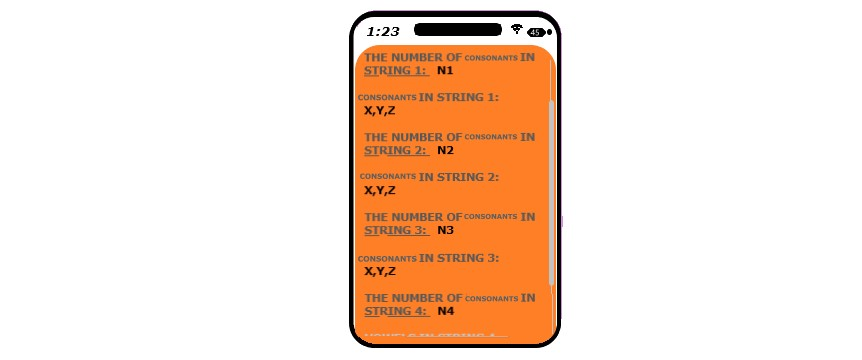 1:23
45
THE NUMBER OF CONSONANTS IN
STRING 1: N1
CONSONANTS IN STRING 1:
X,Y,Z
THE NUMBER OF CONSONANTS IN
STRING 2: N2
CONSONANTS IN STRING 2:
X,Y,Z
THE NUMBER OF CONSONANTS IN
STRING 3: N3
CONSONANTS IN STRING 3:
X,Y,Z
THE NUMBER OF CONSONANTS IN
STRING 4: N4